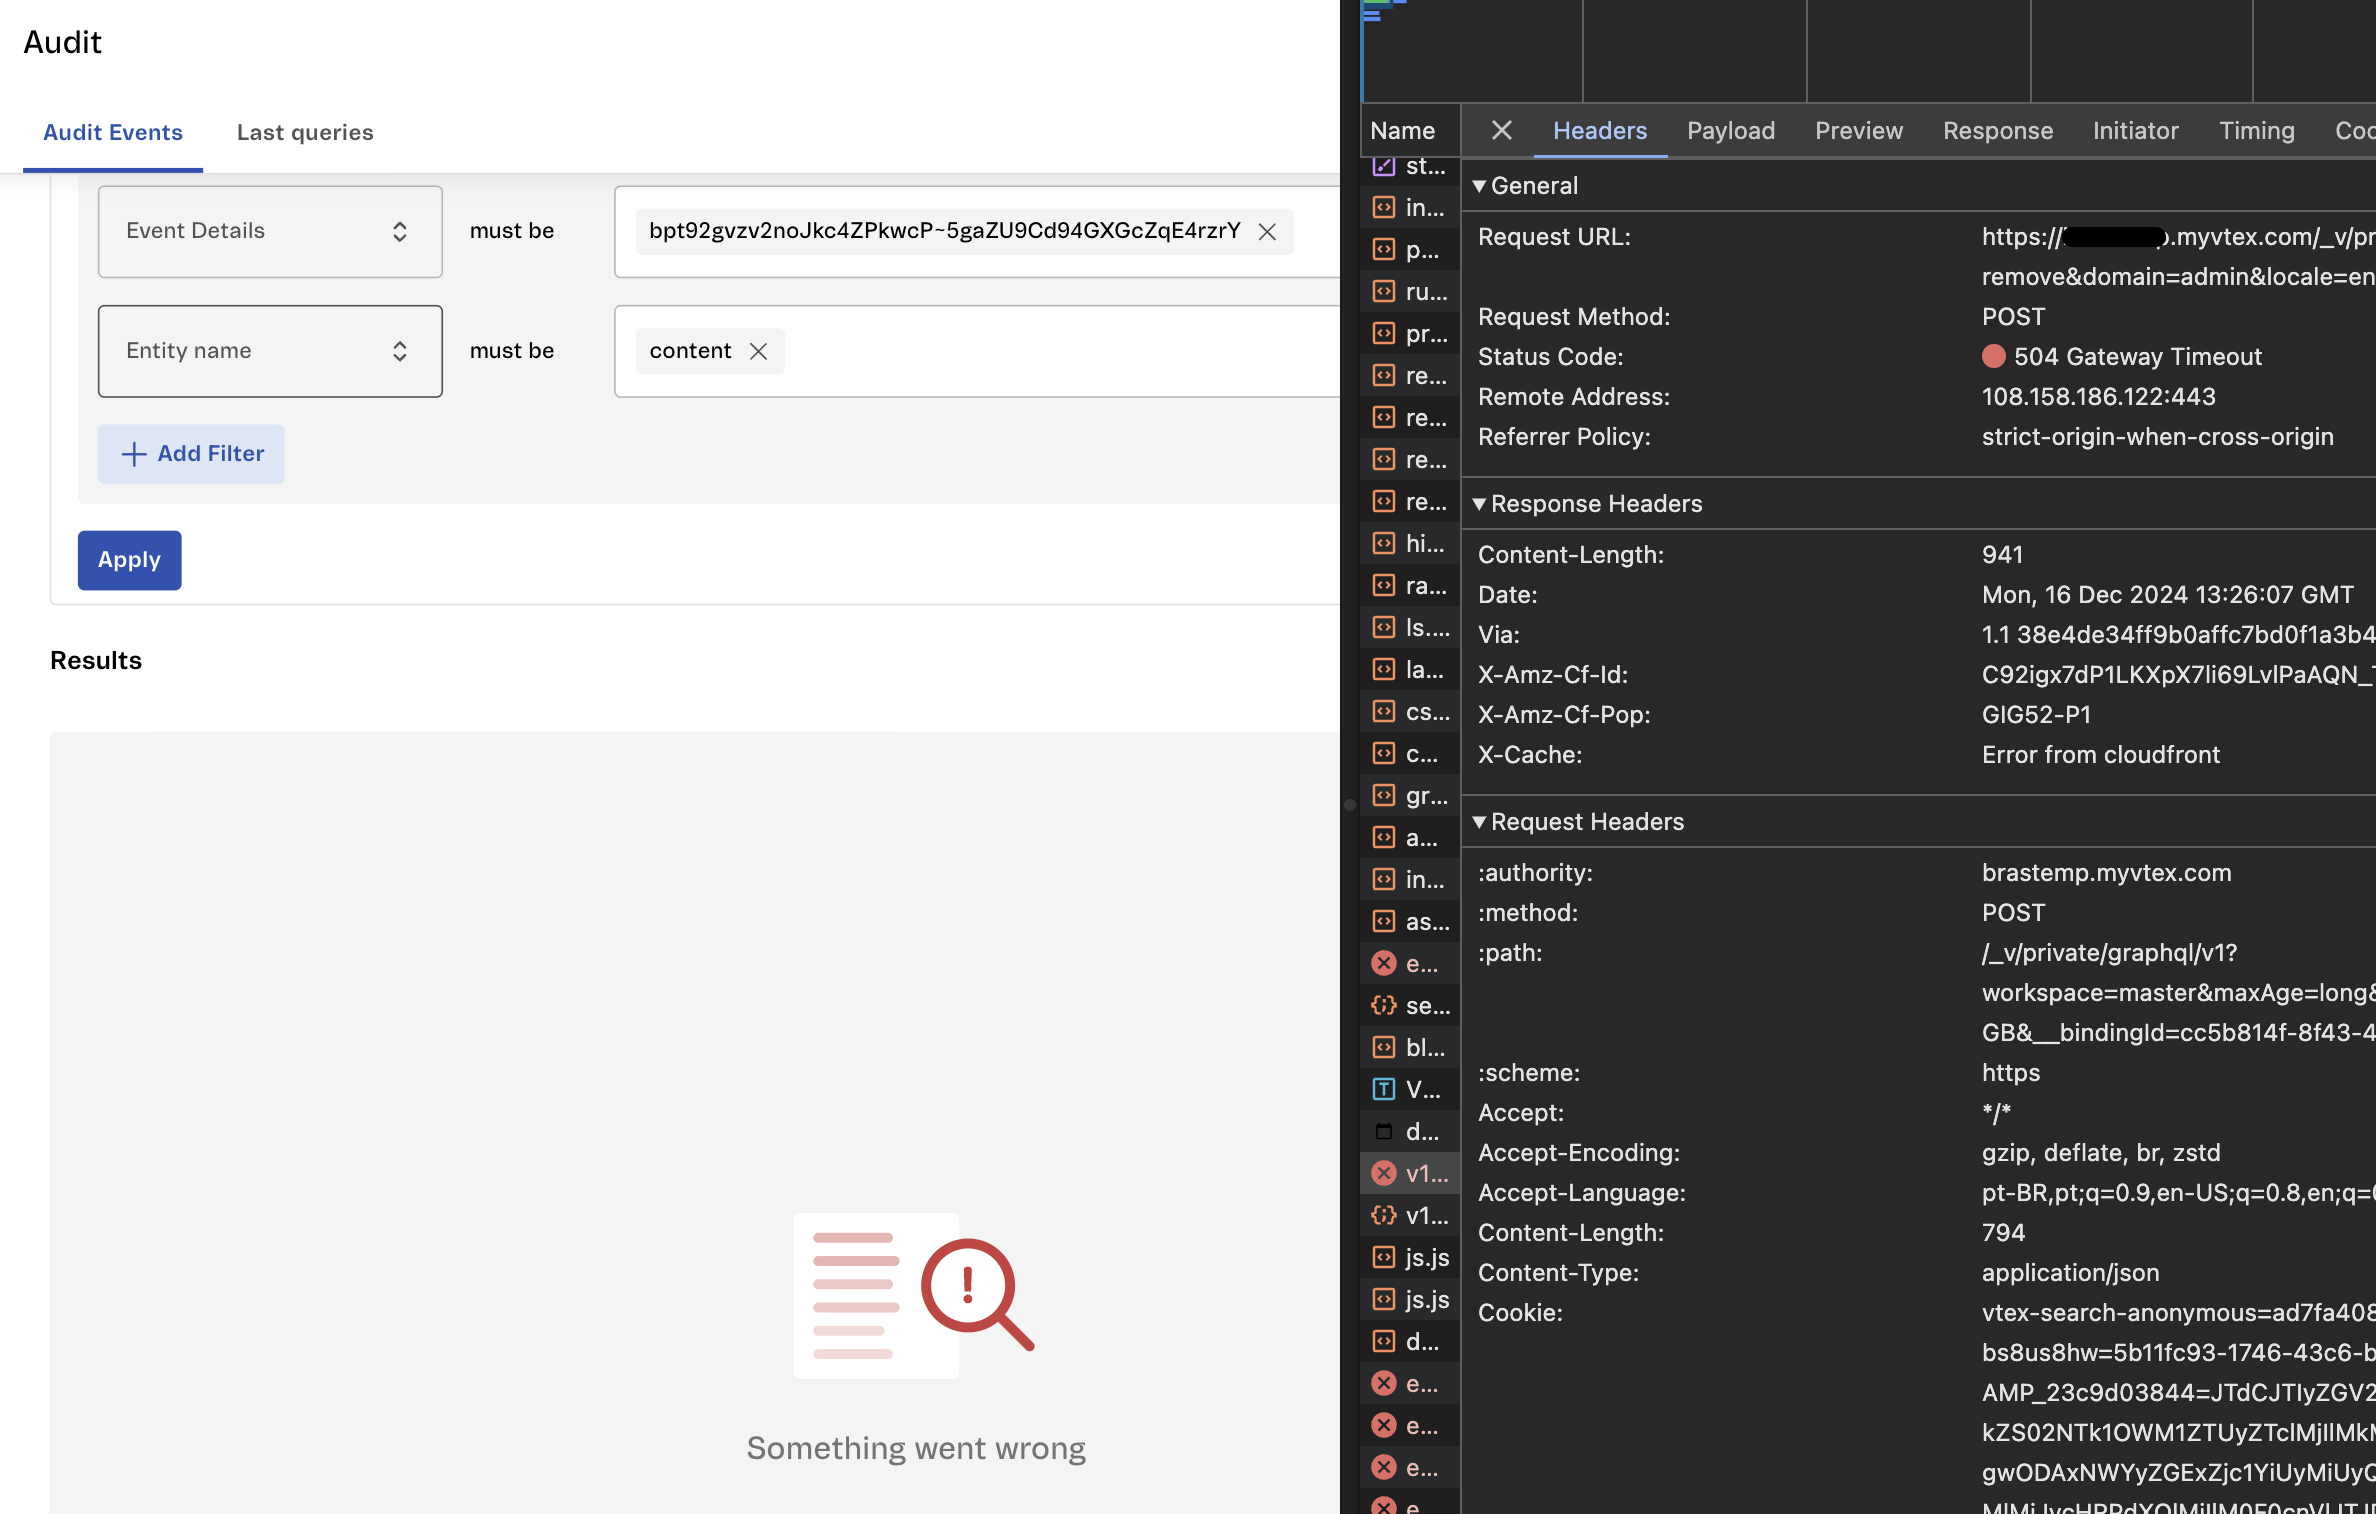 Audit
Audit Events
Last queries
Event Details
must be
bpt92gvzv2noJkc4ZPkwcP~5gaZU9Cd94GXGcZqE4rzrY
Entity name
must be
content
Add Filter
Apply
Results
Something went wrong
Name
st...
in...
p...
ru...
pr...
re...
re...
re...
re...
hi...
ra...
ls....
la...
cs...
c...
gr...
a...
in...
as...
e...
se...
bl...
V...
d...
v1...
v1...
js.js
js.js
d...
e...
e...
e...
Headers
Payload
Preview
Response
Initiator
Timing
General
Request URL: https:// .myvtex.com/_v/pr
remove&domain=admin&locale=en
Request Method: POST
Status Code: 504 Gateway Timeout
Remote Address: 108.158.186.122:443
Referrer Policy: strict-origin-when-cross-origin
Response Headers
Content-Length: 941
Date: Mon, 16 Dec 2024 13:26:07 GMT
Via: 1.1 38e4de34ff9b0affc7bd0f1a3b4
X-Amz-Cf-Id:
X-Amz-Cf-Pop: GIG52-P1
X-Cache: Error from cloudfront
Request Headers
:authority: brastemp.myvtex.com
:method: POST
:path: /_v/private/graphql/v1?
workspace=master&maxAge=long&
GB&__bindingId=cc5b814f-8f43-4
:scheme: https
Accept: */*
Accept-Encoding: gzip, deflate, br, zstd
Accept-Language: pt-BR,pt;q=0.9,en-US;q=0.8,en;q=
Content-Length: 794
Content-Type: application/json
Cookie: vtex-search-anonymous=ad7fa408
bs8us8hw=5b11fc93-1746-43c6-b